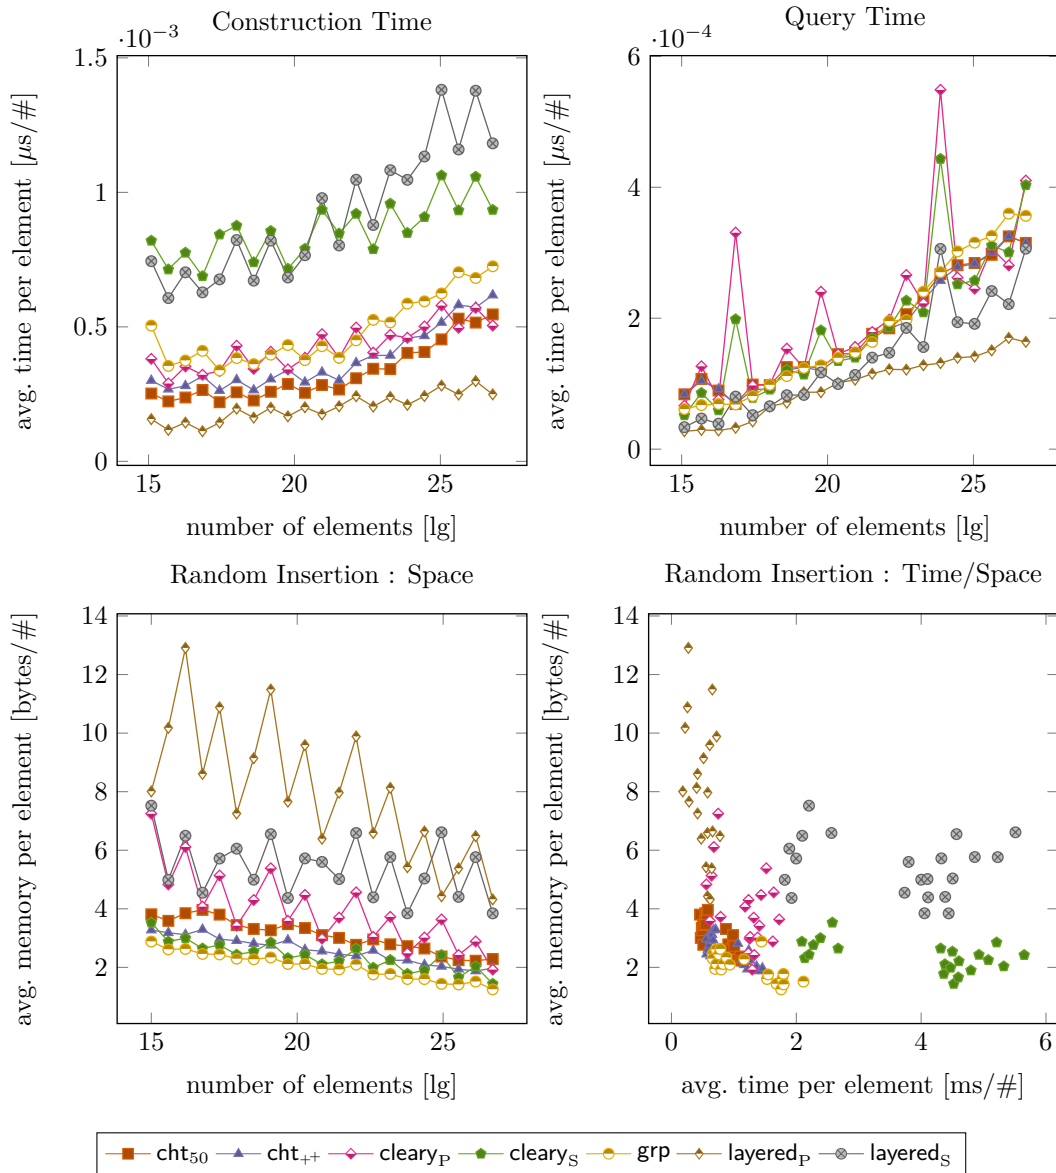 Construction Time
·10⁻³
avg. time per element [μs/#]
1.5
1
0.5
0
15 20 25
number of elements [lg]
Query Time
·10⁻⁴
avg. time per element [μs/#]
6
4
2
0
15 20 25
number of elements [lg]
Random Insertion : Space
avg. memory per element [bytes/#]
14
12
10
8
6
4
2
15 20 25
number of elements [lg]
Random Insertion : Time/Space
avg. memory per element [bytes/#]
14
12
10
8
6
4
2
0 2 4 6
avg. time per element [ms/#]
cht₅₀ cht₊₊ cleary_P cleary_S grp layered_P layered_S